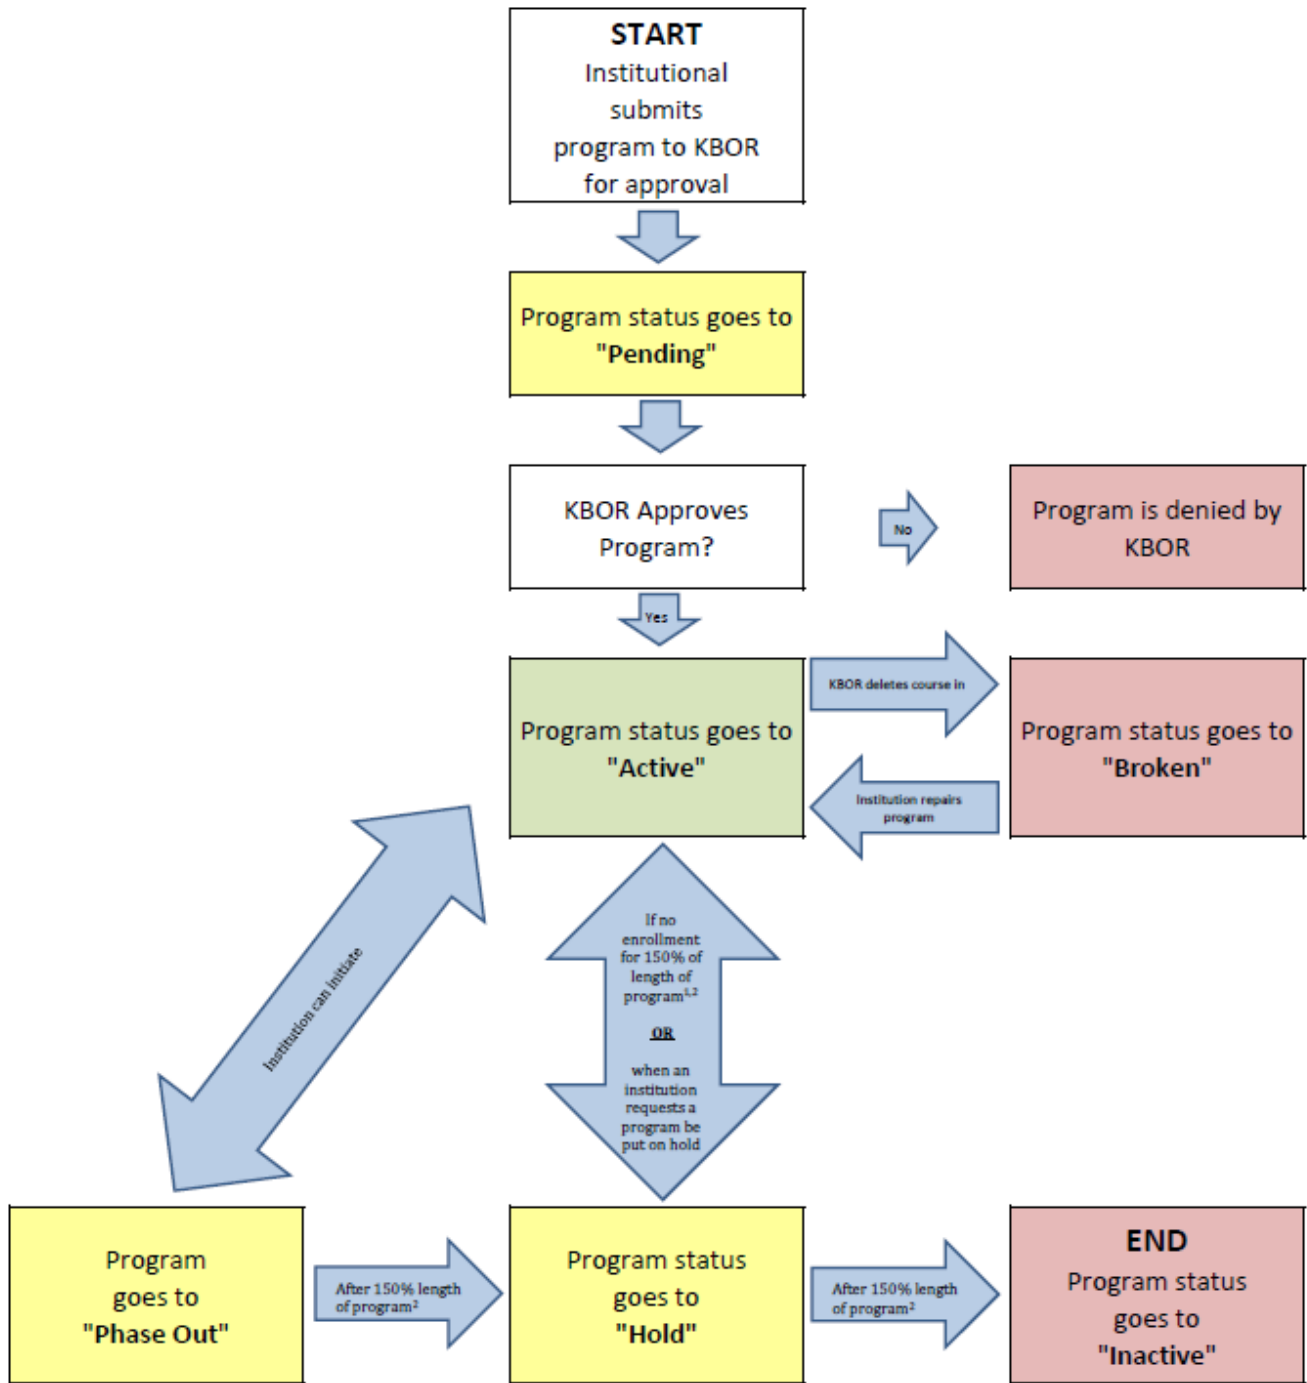 START
Institutional
submits
program to KBOR
for approval
Program status goes to
"Pending"
KBOR Approves
Program?
No
Program is denied by
KBOR
Yes
Program status goes to
"Active"
KBOR deletes course in
Institution repairs
program
Program status goes to
"Broken"
Institution can initiate
If no
enrollment
for 150% of
length of
program¹,²
OR
when an
institution
requests a
program be
put on hold
Program
goes to
"Phase Out"
After 150% length
of program²
Program status
goes to
"Hold"
After 150% length
of program²
END
Program status
goes to
"Inactive"